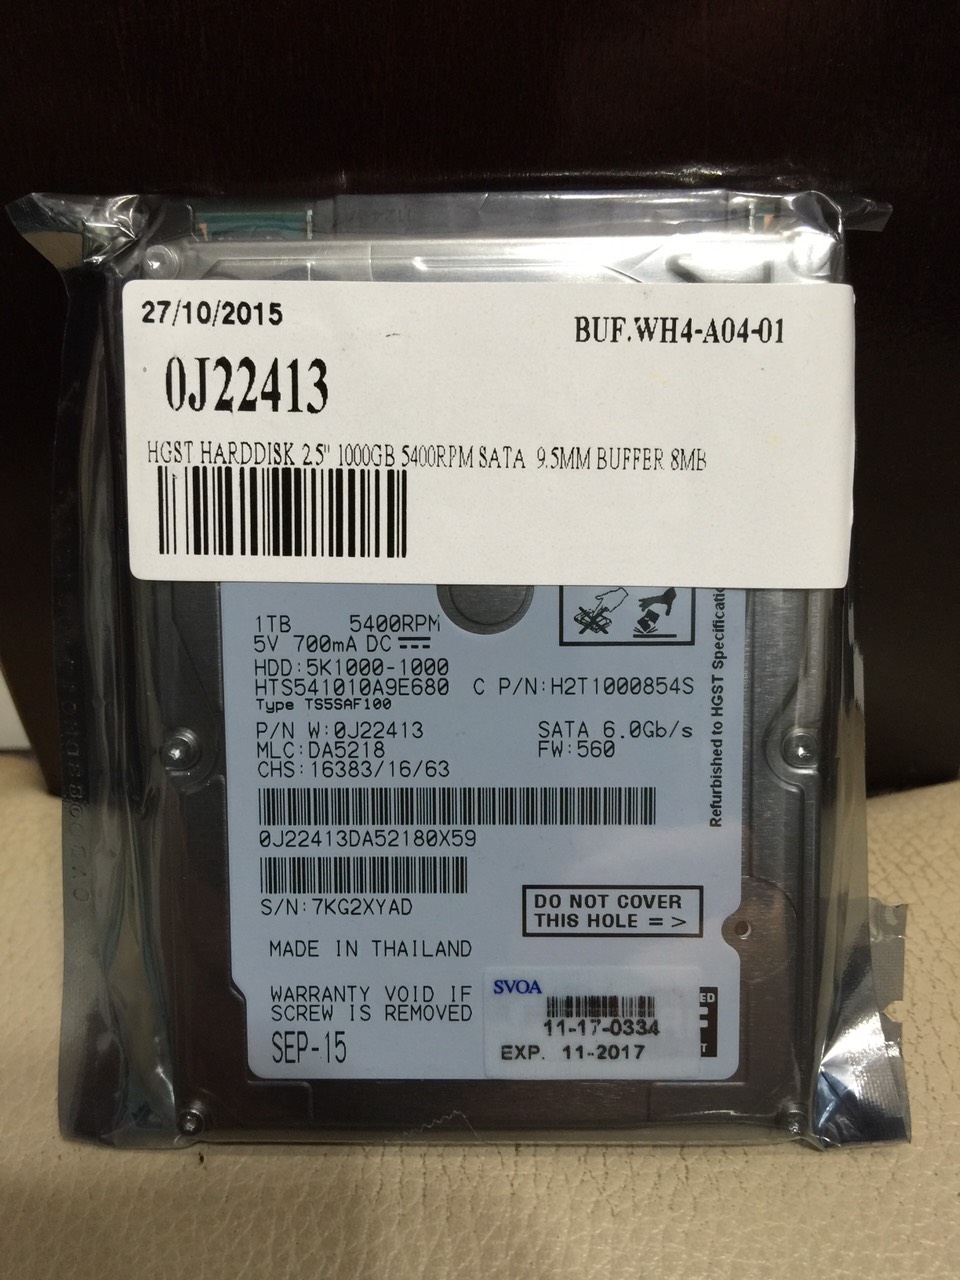 27/10/2015
BUF.WH4-A04-01
0J22413
HGST HARDDISK 2.5" 1000GB 5400RPM SATA 9.5MM BUFFER 8MB
1TB 5400RPM
5V 700mA DC
HDD:5K1000-1000
HTS541010A9E680 C P/N:H2T1000854S
Type TS5SAF100
P/N W:0J22413 SATA 6.0Gb/s
MLC:DA5218 FW:560
CHS:16383/16/63
Refurbished to HGST Specificatio
0J22413DA52180X59
S/N:7KG2XYAD
DO NOT COVER
THIS HOLE = >
MADE IN THAILAND
WARRANTY VOID IF
SCREW IS REMOVED
SEP-15
SVOA
11-17-0334
EXP. 11-2017
ED
T